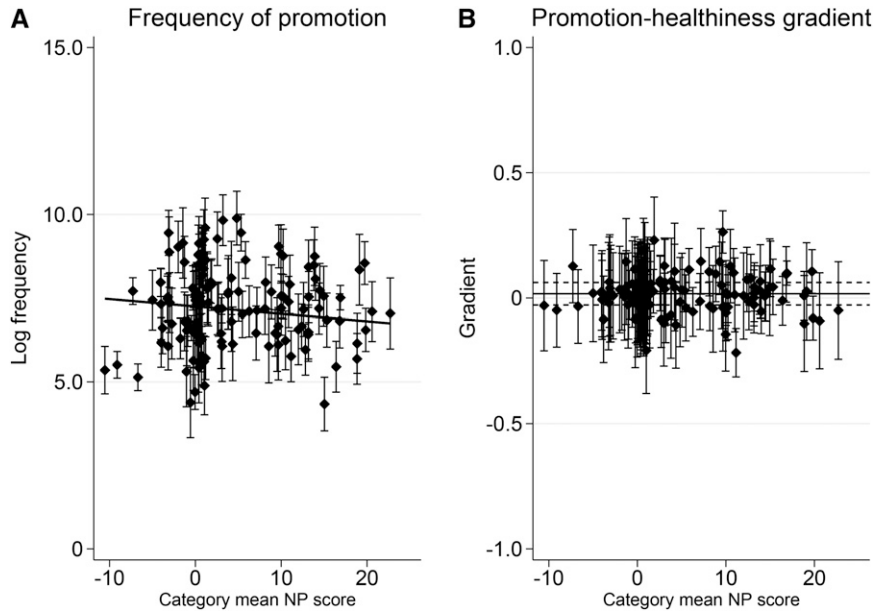 A Frequency of promotion
15.0
10.0
5.0
0
Log frequency
-10 0 10 20
Category mean NP score
B Promotion-healthiness gradient
1.0
0.5
0
-0.5
-1.0
Gradient
-10 0 10 20
Category mean NP score